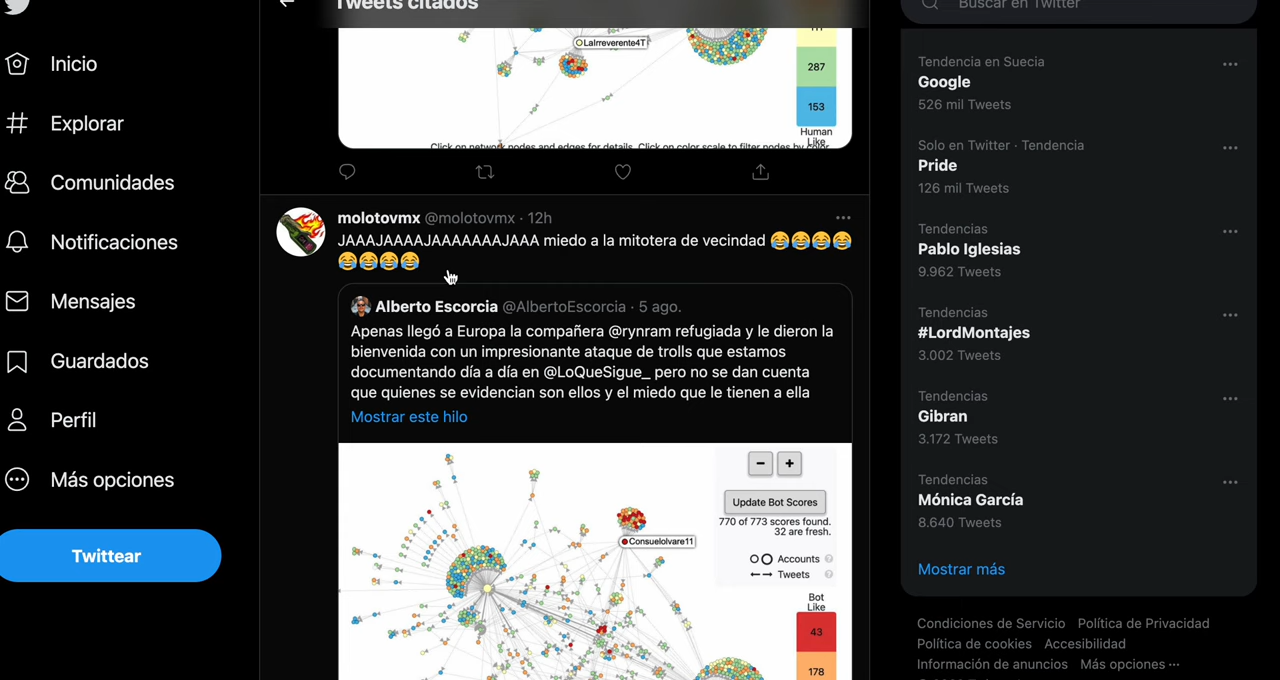 Inicio
Explorar
Comunidades
Notificaciones
Mensajes
Guardados
Perfil
Más opciones
Twittear
Tweets citados
LaIrreverente4T
287
153
Human
Like
Click on network nodes and edges for details. Click on color scale to filter nodes by color.
molotovmx @molotovmx · 12h
JAAAJAAAAJAAAAAAAJAAA miedo a la mitotera de vecindad 😂😂😂😂
😂😂😂😂
Alberto Escorcia @AlbertoEscorcia · 5 ago.
Apenas llegó a Europa la compañera @rynram refugiada y le dieron la
bienvenida con un impresionante ataque de trolls que estamos
documentando día a día en @LoQueSigue_ pero no se dan cuenta
que quienes se evidencian son ellos y el miedo que le tienen a ella
Mostrar este hilo
− +
Update Bot Scores
770 of 773 scores found.
32 are fresh.
Consuelolvare11
Accounts ?
Tweets ?
Bot
Like
43
178
Buscar en Twitter
Tendencia en Suecia
Google
526 mil Tweets
Solo en Twitter · Tendencia
Pride
126 mil Tweets
Tendencias
Pablo Iglesias
9.962 Tweets
Tendencias
#LordMontajes
3.002 Tweets
Tendencias
Gibran
3.172 Tweets
Tendencias
Mónica García
8.640 Tweets
Mostrar más
Condiciones de Servicio Política de Privacidad
Política de cookies Accesibilidad
Información de anuncios Más opciones ···